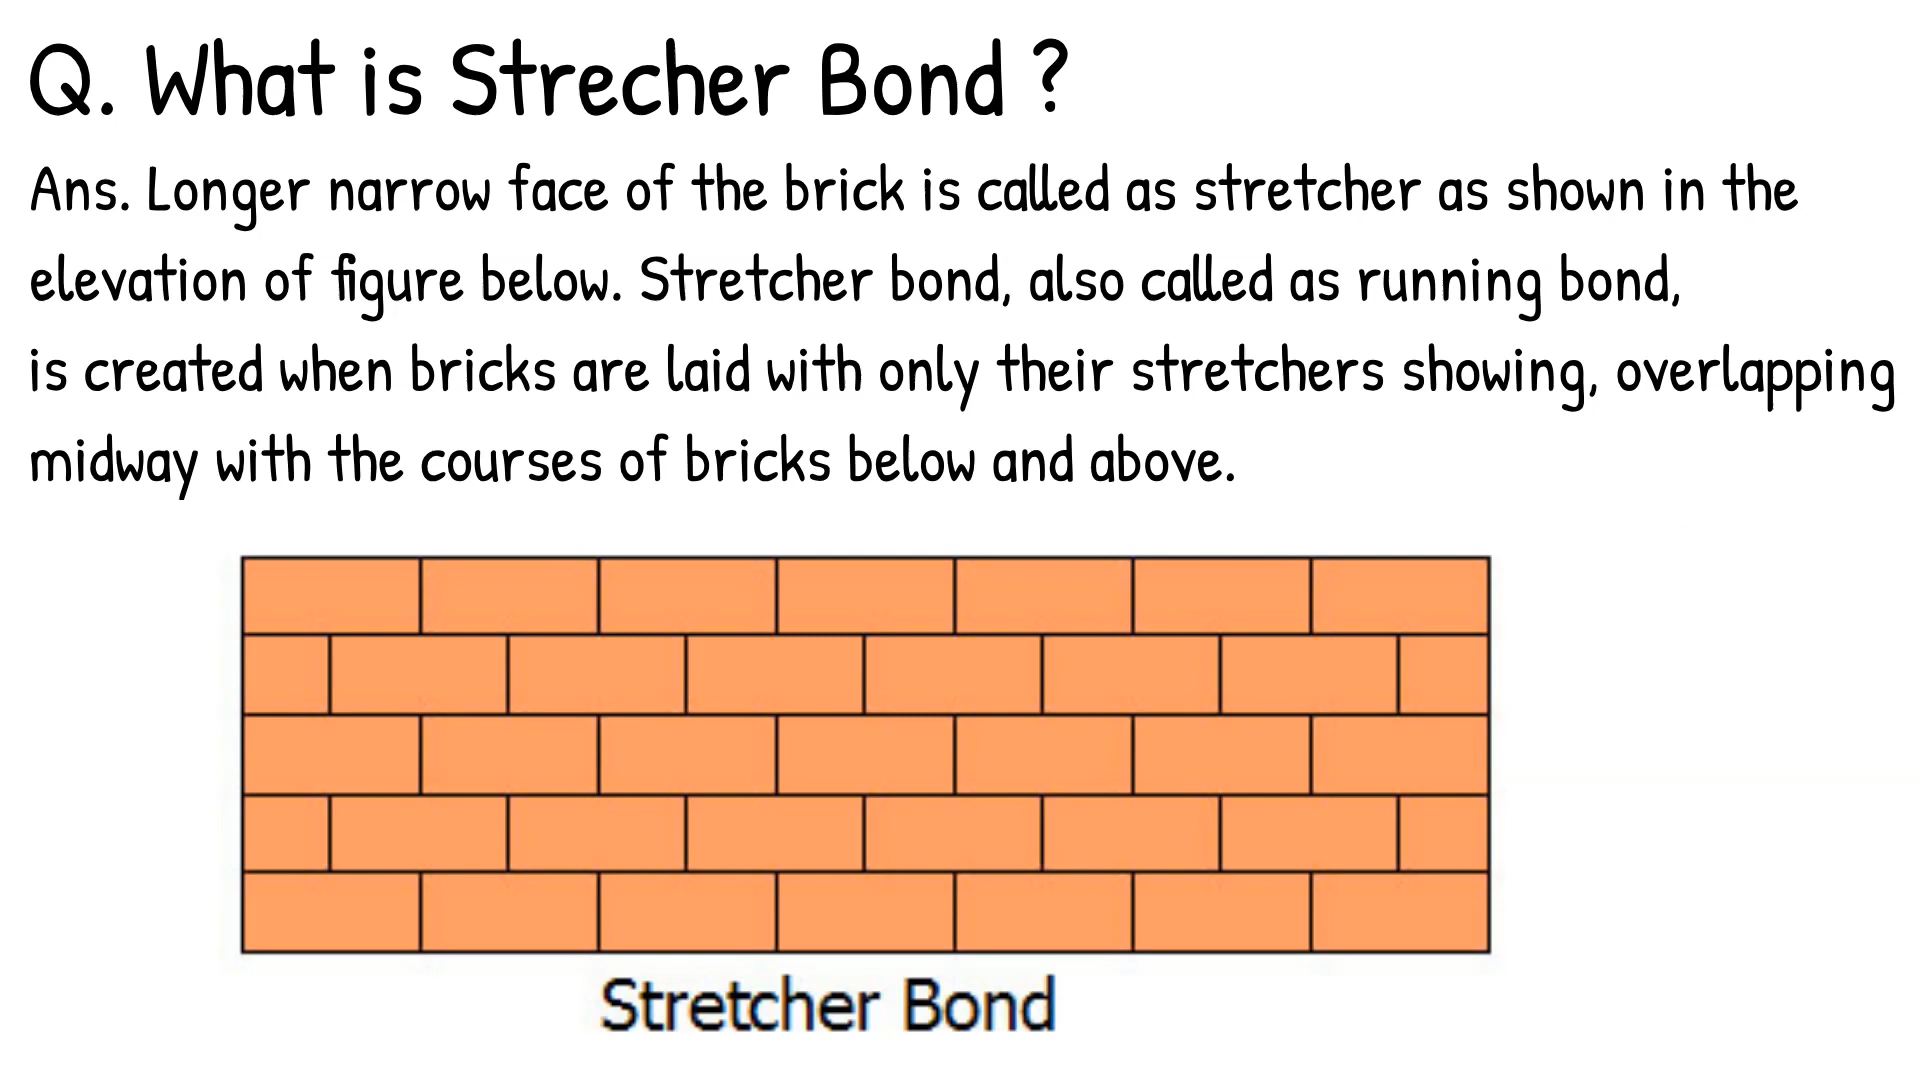 Q. What is Strecher Bond ?
Ans. Longer narrow face of the brick is called as stretcher as shown in the
elevation of figure below. Stretcher bond, also called as running bond,
is created when bricks are laid with only their stretchers showing, overlapping
midway with the courses of bricks below and above.
Stretcher Bond